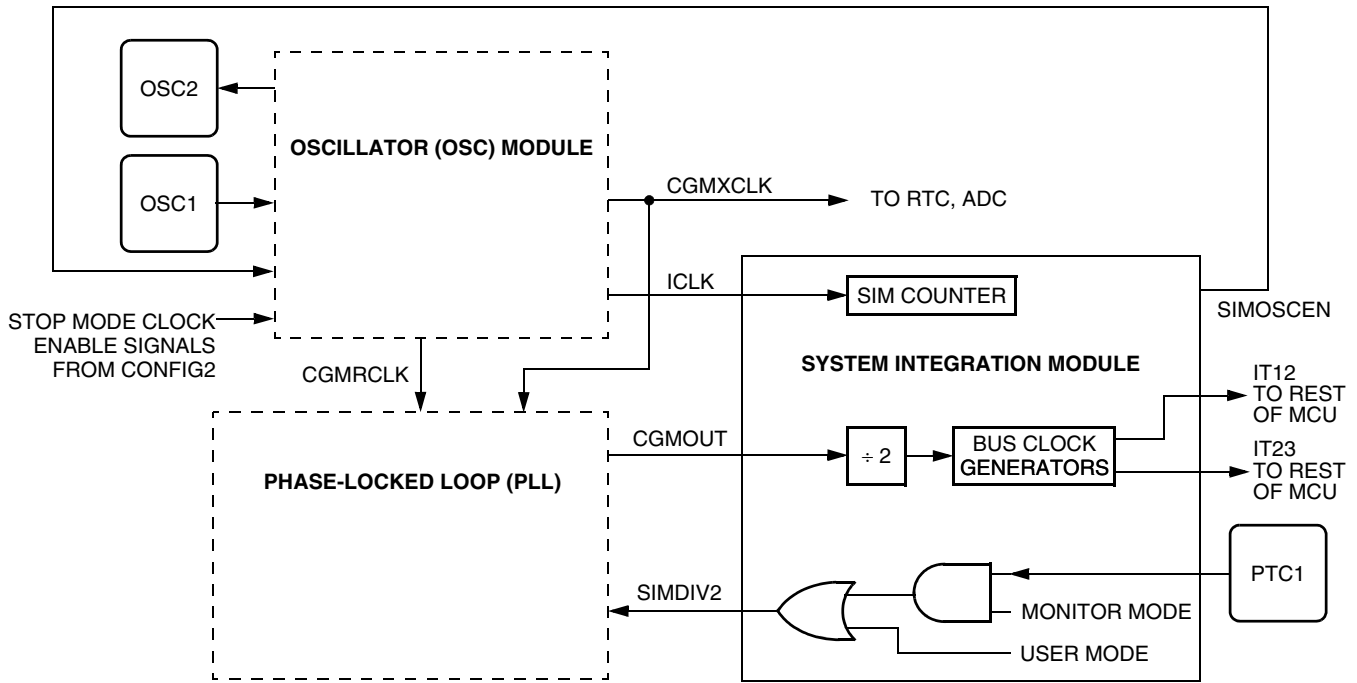 OSC2
OSCILLATOR (OSC) MODULE
OSC1
CGMXCLK
TO RTC, ADC
ICLK
SIM COUNTER
SIMOSCEN
STOP MODE CLOCK
ENABLE SIGNALS
FROM CONFIG2
CGMRCLK
SYSTEM INTEGRATION MODULE
IT12
TO REST
OF MCU
CGMOUT
÷ 2
BUS CLOCK
GENERATORS
IT23
TO REST
OF MCU
PHASE-LOCKED LOOP (PLL)
SIMDIV2
PTC1
MONITOR MODE
USER MODE